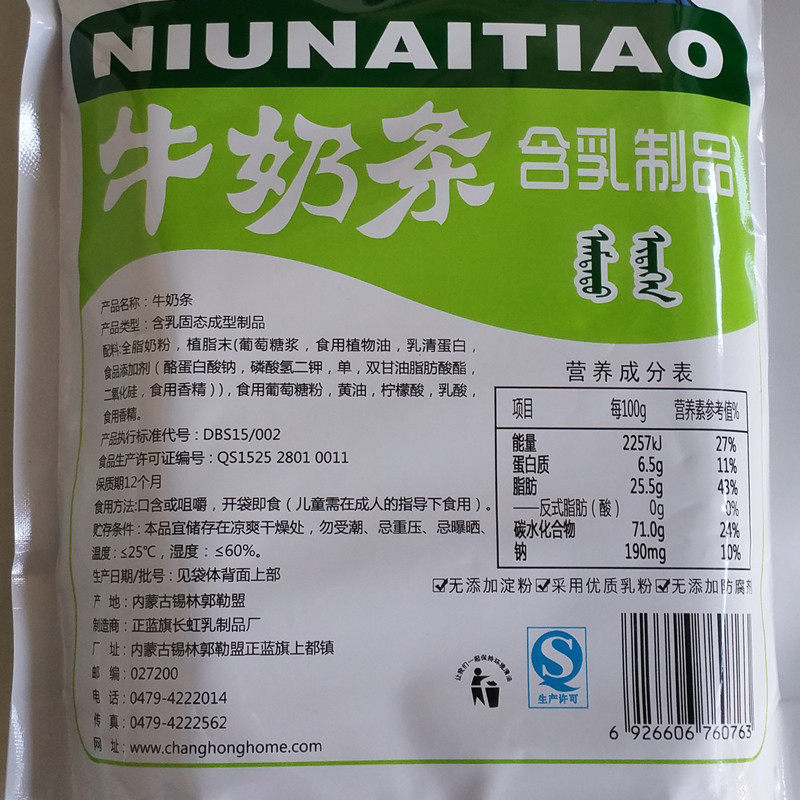 NIUNAITIAO
牛奶条 含乳制品
产品名称：牛奶条
产品类型：含乳固态成型制品
配料:全脂奶粉，植脂末(葡萄糖浆，食用植物油，乳清蛋白，
食品添加剂（酪蛋白酸钠，磷酸氢二钾，单，双甘油脂肪酸酯
二氧化硅，食用香精)），食用葡萄糖粉，黄油，柠檬酸，乳酸，
食用香精。
产品执行标准代号：DBS15/002
食品生产许可证编号：QS1525 2801 0011
保质期12个月
食用方法:口含或咀嚼，开袋即食（儿童需在成人的指导下食用）。
贮存条件：本品宜储存在凉爽干燥处，勿受潮、忌重压、忌曝晒、
温度：≤25℃，湿度：≤60%。
生产日期/批号：见袋体背面上部
产 地：内蒙古锡林郭勒盟
制造商：正蓝旗长虹乳制品厂
厂 址：内蒙古锡林郭勒盟正蓝旗上都镇
邮 编：027200
电 话：0479-4222014
传 真：0479-4222562
网 址：www.changhonghome.com
营养成分表
项目 每100g 营养素参考值%
能量 2257kJ 27%
蛋白质 6.5g 11%
脂肪 25.5g 43%
——反式脂肪（酸） 0g 0%
碳水化合物 71.0g 24%
钠 190mg 10%
☑无添加淀粉☑采用优质乳粉☑无添加防腐剂
让我们一起保持环境清洁
生产许可
6 926606 760763